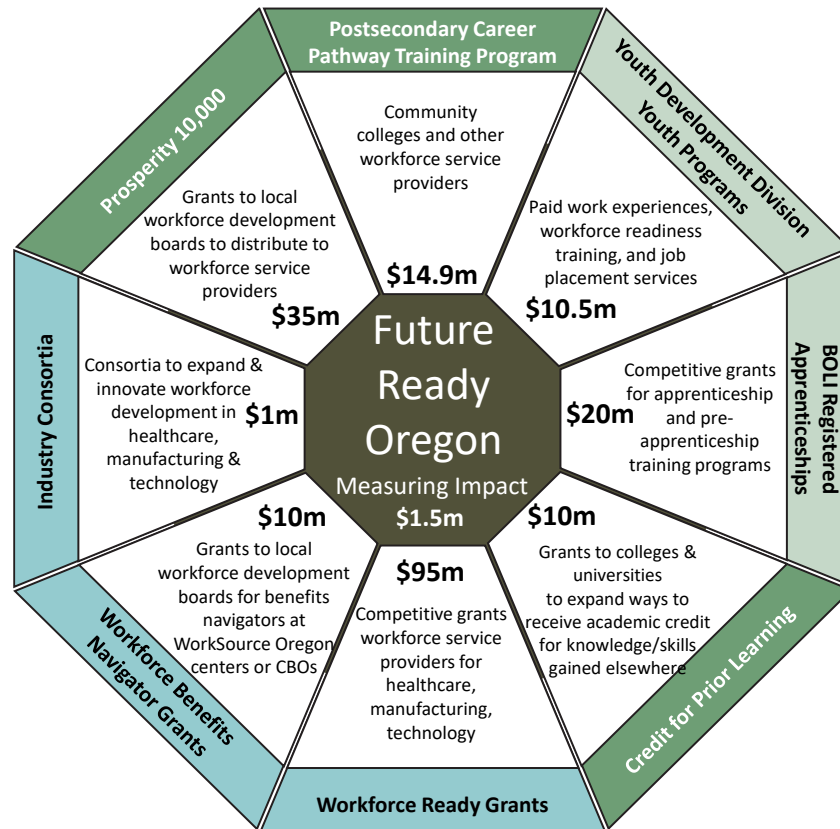 Postsecondary Career
Pathway Training Program
Community
colleges and other
workforce service
providers
$14.9m
Youth Development Division
Youth Programs
Paid work experiences,
workforce readiness
training, and job
placement services
$10.5m
BOLI Registered
Apprenticeships
Competitive grants
for apprenticeship
and pre-
apprenticeship
training programs
$20m
Credit for Prior Learning
$10m
Grants to colleges &
universities
to expand ways to
receive academic credit
for knowledge/skills
gained elsewhere
Workforce Ready Grants
$95m
Competitive grants
workforce service
providers for
healthcare,
manufacturing,
technology
Workforce Benefits
Navigator Grants
$10m
Grants to local
workforce development
boards for benefits
navigators at
WorkSource Oregon
centers or CBOs
Industry Consortia
Consortia to expand &
innovate workforce
development in
healthcare,
manufacturing &
technology
$1m
Prosperity 10,000
Grants to local
workforce development
boards to distribute to
workforce service
providers
$35m
Future
Ready
Oregon
Measuring Impact
$1.5m